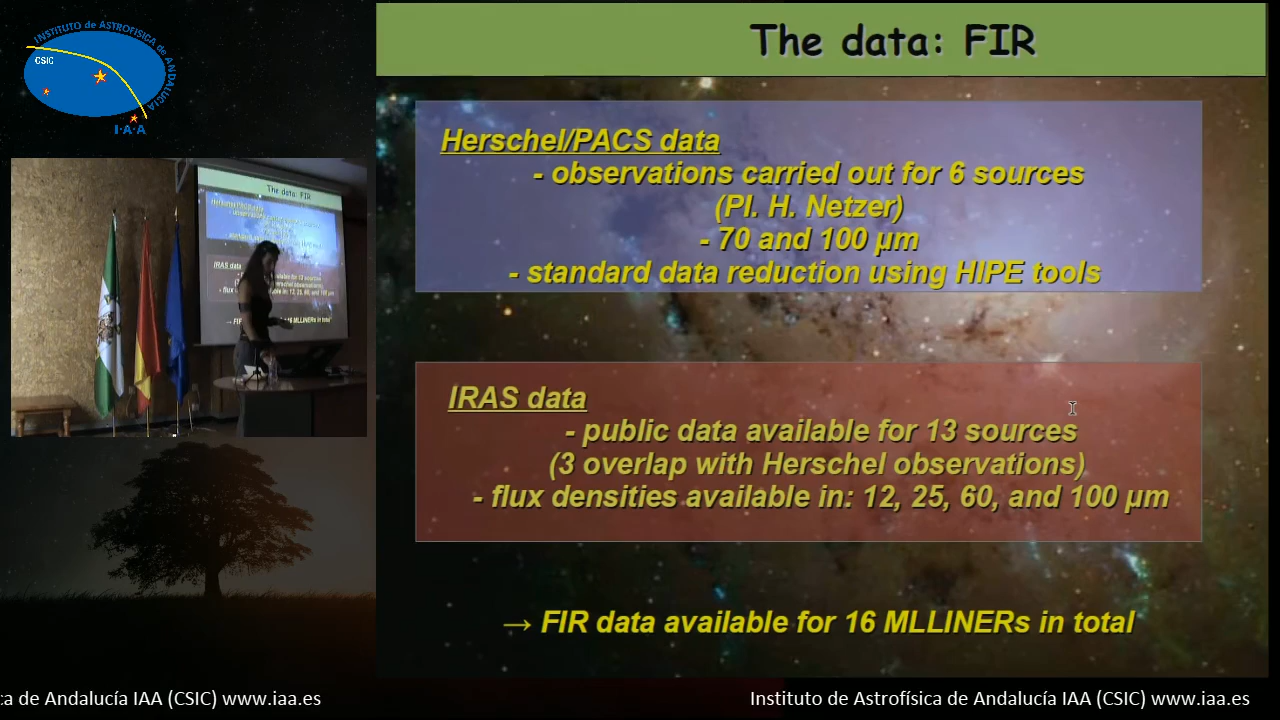 INSTITUTO de ASTROFÍSICA de ANDALUCÍA
CSIC
I·A·A
The data: FIR
Herschel/PACS data
- observations carried out for 6 sources
(PI. H. Netzer)
- 70 and 100 µm
- standard data reduction using HIPE tools
IRAS data
- public data available for 13 sources
(3 overlap with Herschel observations)
- flux densities available in: 12, 25, 60, and 100 µm
→ FIR data available for 16 MLLINERs in total
The data: FIR
ca de Andalucía IAA (CSIC) www.iaa.es
Instituto de Astrofísica de Andalucía IAA (CSIC) www.iaa.es